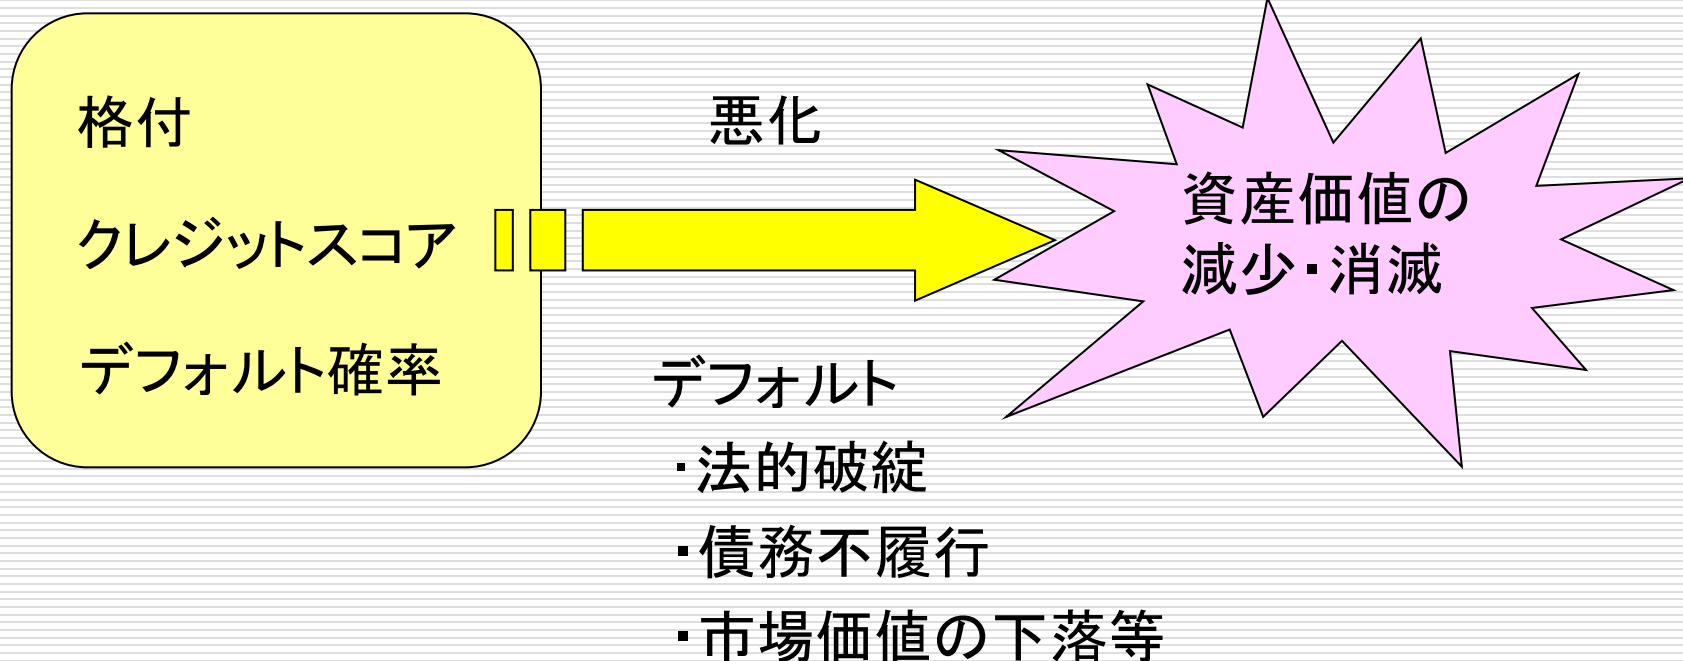 格付
クレジットスコア
デフォルト確率
悪化
デフォルト
・法的破綻
・債務不履行
・市場価値の下落等
資産価値の
減少・消滅